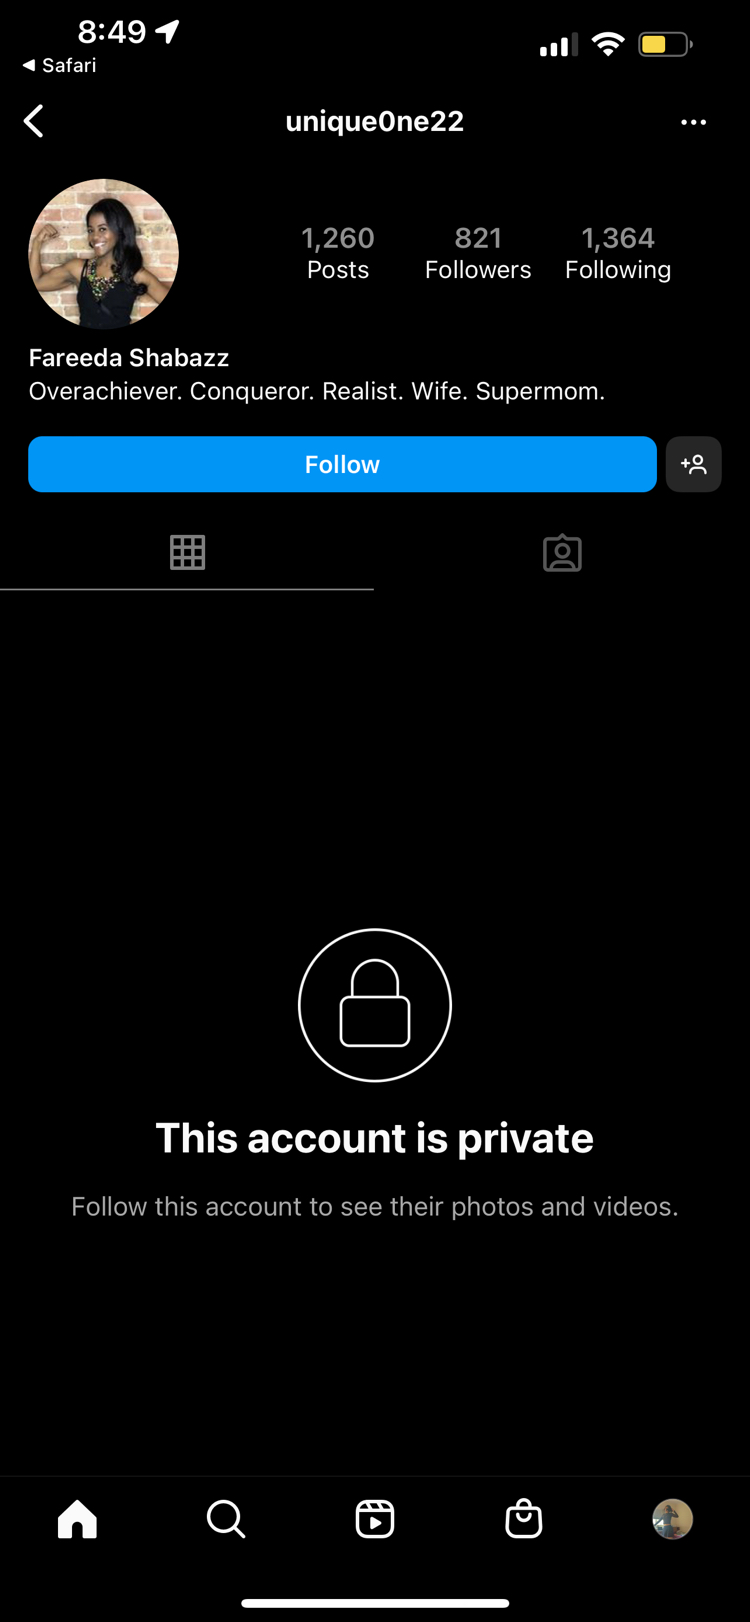 8:49
◀ Safari
unique0ne22
1,260 821 1,364
Posts Followers Following
Fareeda Shabazz
Overachiever. Conqueror. Realist. Wife. Supermom.
Follow
This account is private
Follow this account to see their photos and videos.